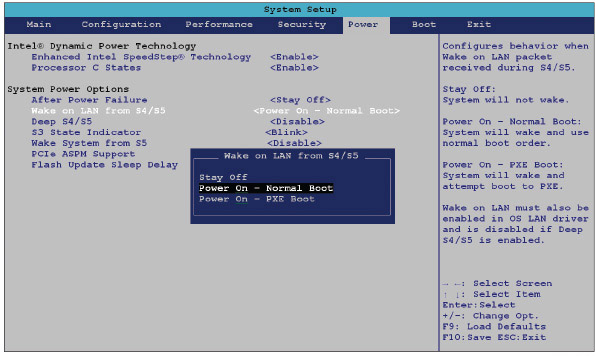 System Setup
Main Configuration Performance Security Power Boot Exit
Intel® Dynamic Power Technology
Enhanced Intel SpeedStep® Technology <Enable>
Processor C States <Enable>
System Power Options
After Power Failure <Stay Off>
Wake on LAN from S4/S5 <Power On - Normal Boot>
Deep S4/S5 <Disable>
S3 State Indicator <Blink>
Wake System from S5 <Disable>
PCIe ASPM Support
Flash Update Sleep Delay
Wake on LAN from S4/S5
Stay Off
Power On - Normal Boot
Power On - PXE Boot
Configures behavior when
Wake on LAN packet
received during S4/S5.
Stay Off:
System will not wake.
Power On - Normal Boot:
System will wake and use
normal boot order.
Power On - PXE Boot:
System will wake and
attempt boot to PXE.
Wake on LAN must also be
enabled in OS LAN driver
and is disabled if Deep
S4/S5 is enabled.
→ ←: Select Screen
↑ ↓: Select Item
Enter:Select
+/-: Change Opt.
F9: Load Defaults
F10:Save ESC:Exit